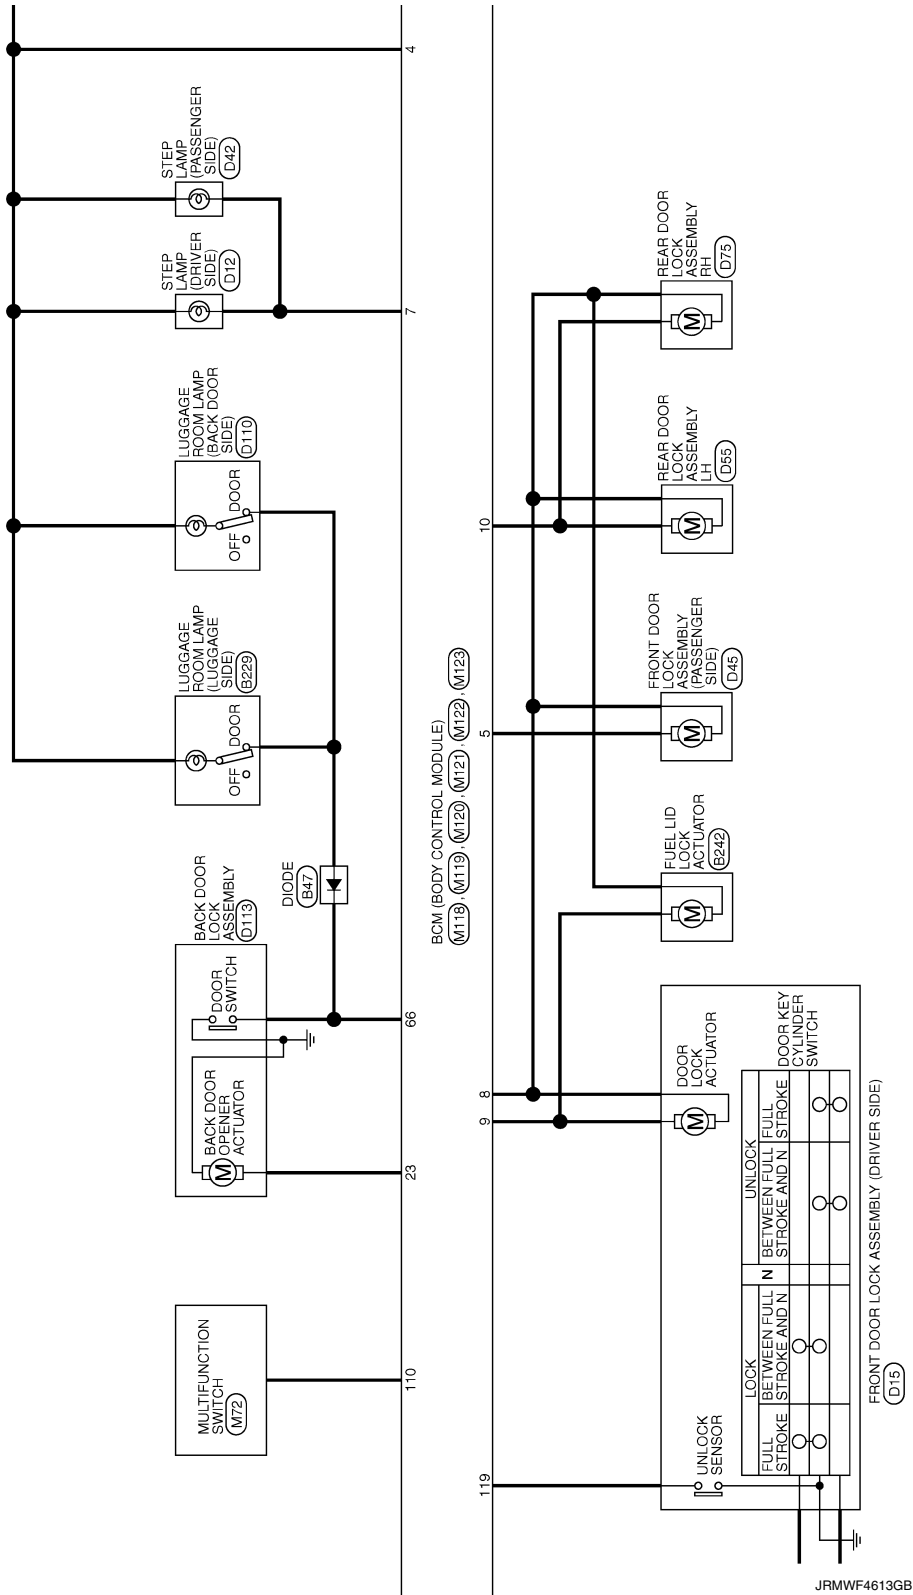 4
STEP
LAMP
(PASSENGER
SIDE)
D42
STEP
LAMP
(DRIVER
SIDE)
D12
7
LUGGAGE
ROOM LAMP
(BACK DOOR
SIDE)
D110
DOOR
OFF
LUGGAGE
ROOM LAMP
(LUGGAGE
SIDE)
B229
DOOR
OFF
DIODE
B47
BACK DOOR
LOCK
ASSEMBLY
D113
DOOR
SWITCH
66
BACK DOOR
OPENER
ACTUATOR
M
23
MULTIFUNCTION
SWITCH
M72
110
BCM (BODY CONTROL MODULE)
M118 , M119 , M120 , M121 , M122 , M123
REAR DOOR
LOCK
ASSEMBLY
RH
D75
M
REAR DOOR
LOCK
ASSEMBLY
LH
D55
M
10
FRONT DOOR
LOCK
ASSEMBLY
(PASSENGER
SIDE)
D45
M
5
FUEL LID
LOCK
ACTUATOR
B242
M
8
9
DOOR
LOCK
ACTUATOR
M
DOOR KEY
CYLINDER
SWITCH
LOCK
N
UNLOCK
FULL
STROKE
BETWEEN FULL
STROKE AND N
BETWEEN FULL
STROKE AND N
FULL
STROKE
UNLOCK
SENSOR
119
FRONT DOOR LOCK ASSEMBLY (DRIVER SIDE)
D15
JRMWF4613GB